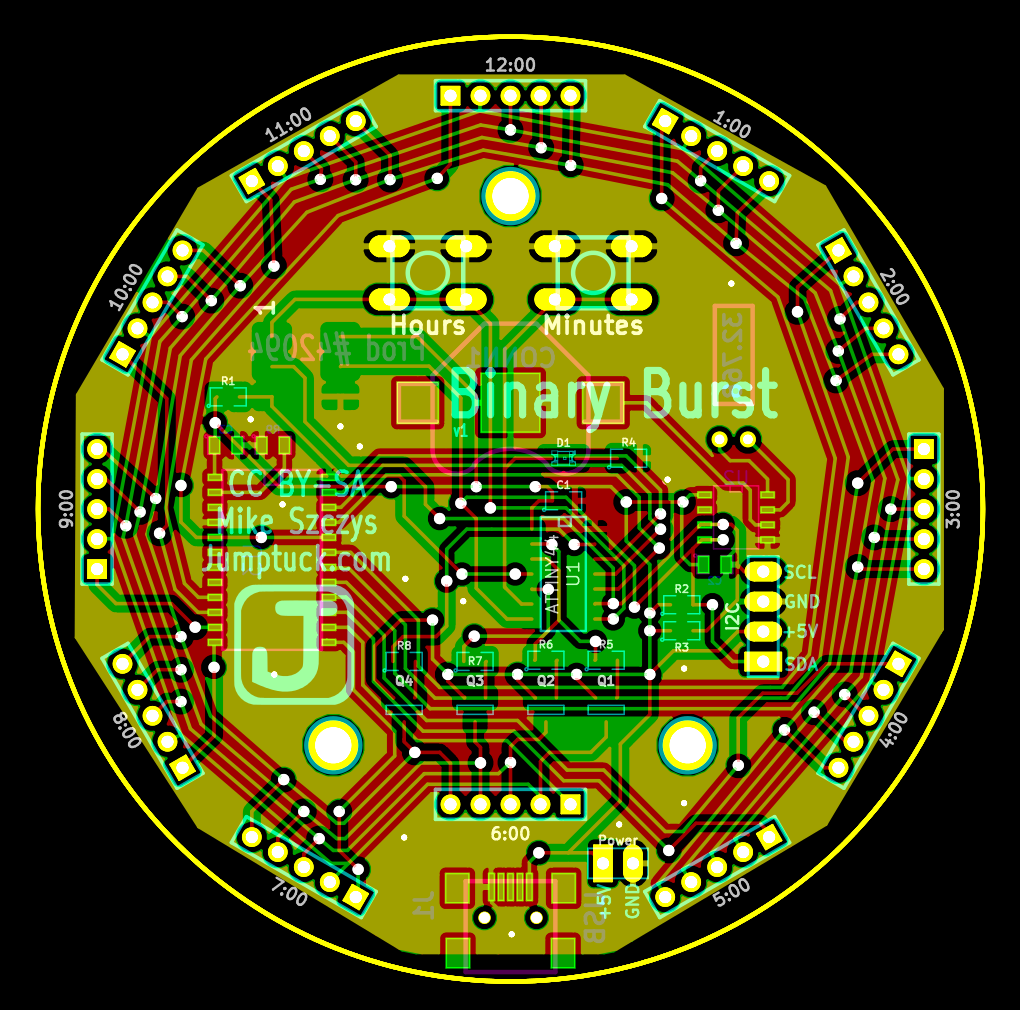 12:00
11:00
1:00
10:00
2:00
1
Hours
Minutes
Prod #42094
CONN1
32.768
R1
Binary Burst
v1
D1
R4
CC BY-SA
C1
9:00
3:00
Mike Szczys
Jumptuck.com
U1
SCL
GND
+5V
SDA
I2C
R2
R3
R8
R7
R6
R5
Q4
Q3
Q2
Q1
J
8:00
4:00
6:00
Power
7:00
5:00
J1
USB
+5V
GND